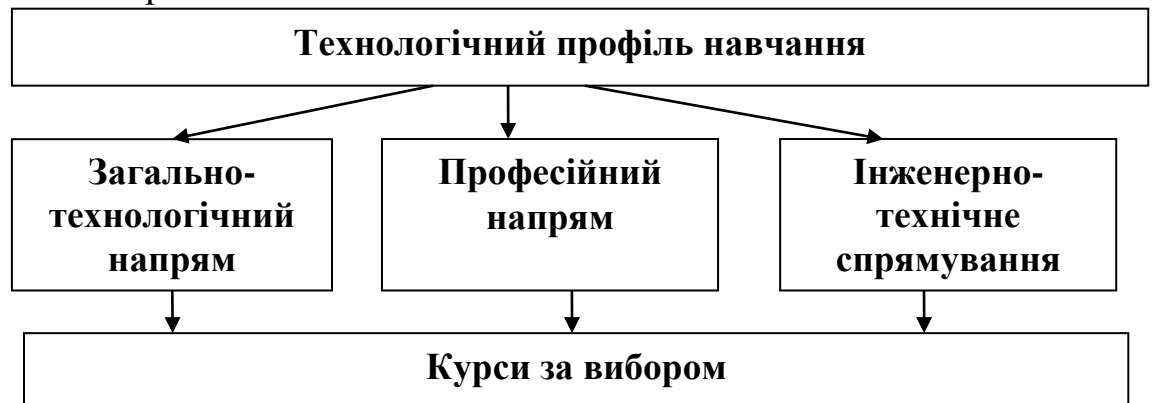 Технологічний профіль навчання
Загально-
технологічний
напрям
Професійний
напрям
Інженерно-
технічне
спрямування
Курси за вибором